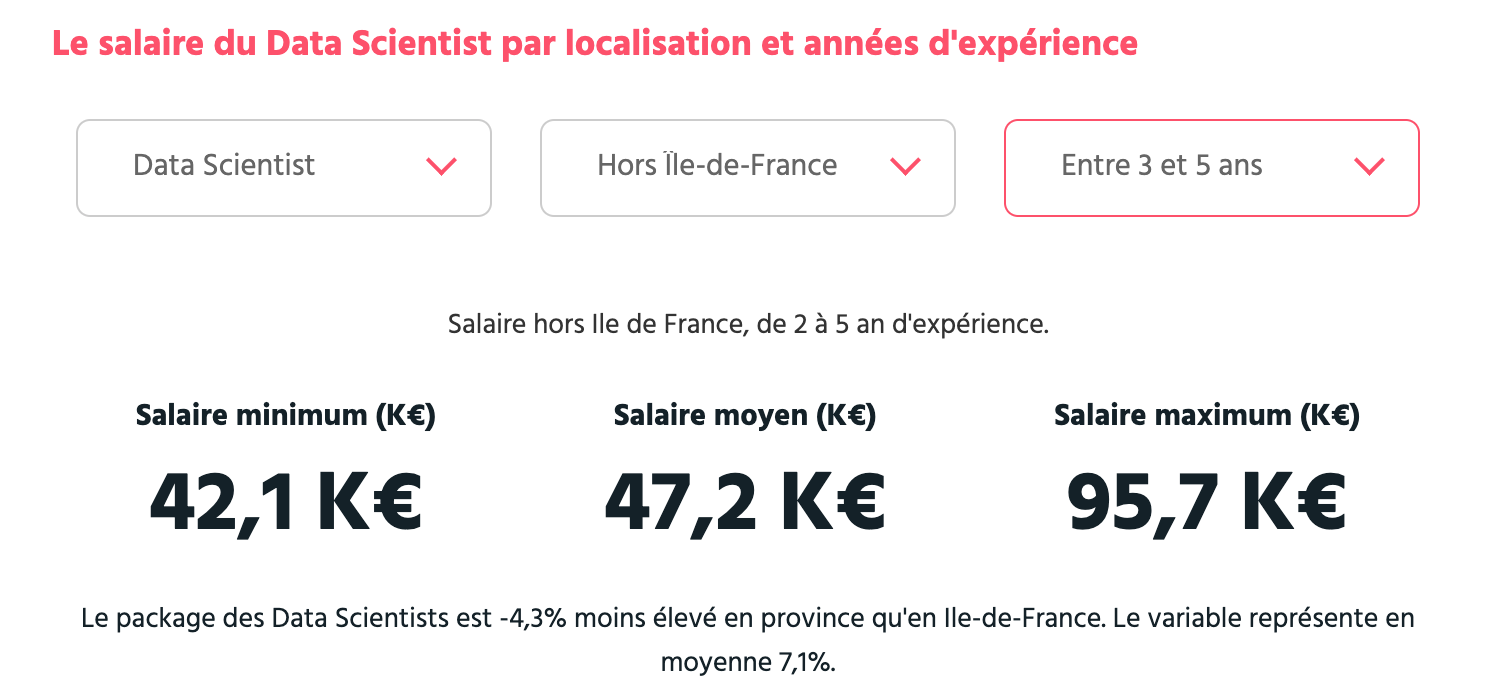 Le salaire du Data Scientist par localisation et années d'expérience
Data Scientist
Hors Île-de-France
Entre 3 et 5 ans
Salaire hors Ile de France, de 2 à 5 an d'expérience.
Salaire minimum (K€)
42,1 K€
Salaire moyen (K€)
47,2 K€
Salaire maximum (K€)
95,7 K€
Le package des Data Scientists est -4,3% moins élevé en province qu'en Ile-de-France. Le variable représente en
moyenne 7,1%.